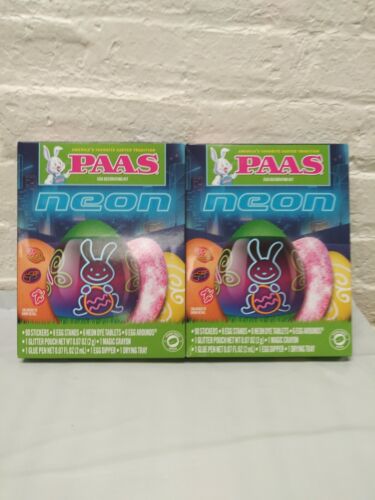 AMERICA'S FAVORITE EASTER TRADITION
PAAS
EGG DECORATING KIT
neon
• 10 STICKERS • 6 EGG STANDS • 6 NEON DYE TABLETS • 6 EGG AROUNDS®
• 1 GLITTER POUCH NET WT 0.07 OZ (2g) • 1 MAGIC CRAYON
• 1 GLUE PEN NET 0.07 FL OZ (2 mL) • 1 EGG DIPPER • 1 DRYING TRAY
AMERICA'S FAVORITE EASTER TRADITION
PAAS
EGG DECORATING KIT
neon
• 10 STICKERS • 6 EGG STANDS • 6 NEON DYE TABLETS • 6 EGG AROUNDS®
• 1 GLITTER POUCH NET WT 0.07 OZ (2g) • 1 MAGIC CRAYON
• 1 GLUE PEN NET 0.07 FL OZ (2 mL) • 1 EGG DIPPER • 1 DRYING TRAY